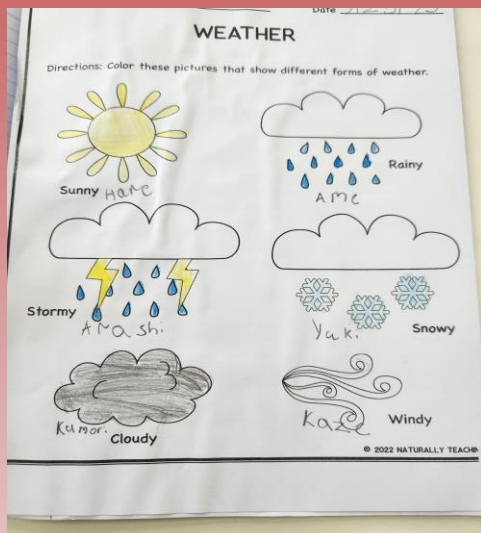 Date
WEATHER
Directions: Color these pictures that show different forms of weather.
Sunny Hare
Rainy
Ame
Stormy
Arashi
Yuki
Snowy
Kumori
Cloudy
Kaze
Windy
© 2022 NATURALLY TEACH